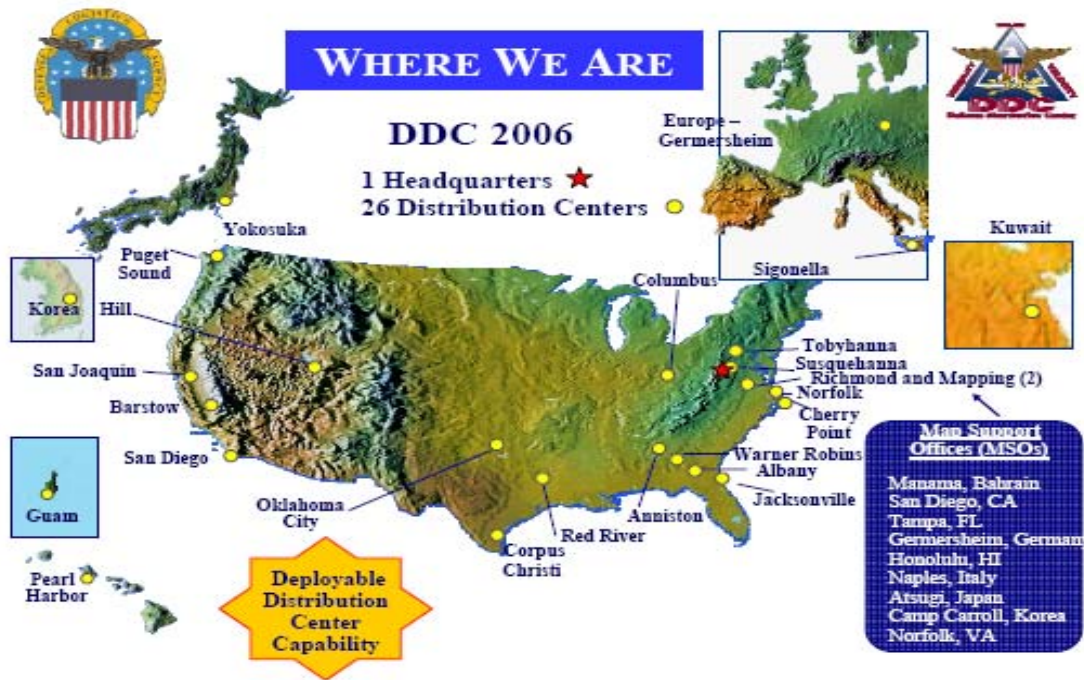 WHERE WE ARE
DDC 2006
1 Headquarters
26 Distribution Centers
Europe –
Germersheim
Sigonella
Kuwait
Yokosuka
Puget
Sound
Korea
Hill
San Joaquin
Barstow
San Diego
Guam
Pearl
Harbor
Oklahoma
City
Corpus
Christi
Red River
Anniston
Columbus
Tobyhanna
Susquehanna
Richmond and Mapping (2)
Norfolk
Cherry
Point
Warner Robins
Albany
Jacksonville
Deployable
Distribution
Center
Capability
Map Support
Offices (MSOs)
Manama, Bahrain
San Diego, CA
Tampa, FL
Germersheim, German
Honolulu, HI
Naples, Italy
Atsugi, Japan
Camp Carroll, Korea
Norfolk, VA
DDC